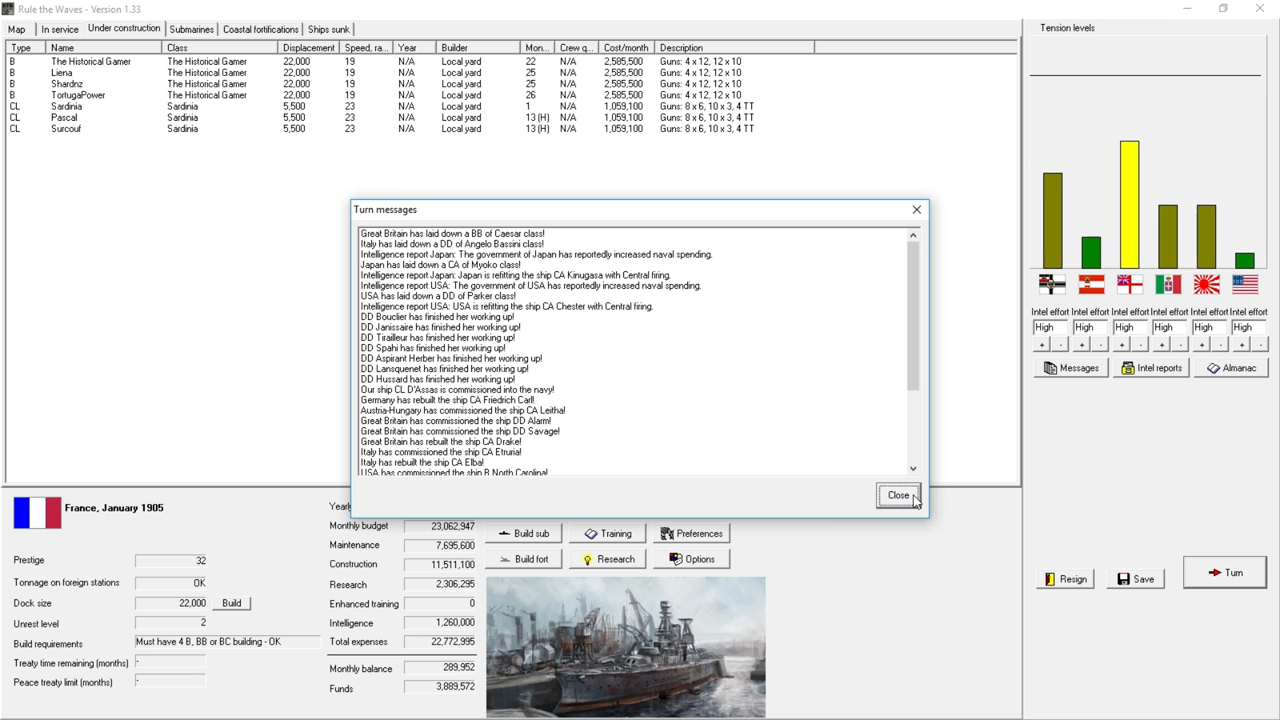 Rule the Waves - Version 1.33
Map In service Under construction Submarines Coastal fortifications Ships sunk
Type Name Class Displacement Speed, ra... Year Builder Mon... Crew q... Cost/month Description
B The Historical Gamer The Historical Gamer 22,000 19 N/A Local yard 22 N/A 2,585,500 Guns: 4 x 12, 12 x 10
B Liena The Historical Gamer 22,000 19 N/A Local yard 25 N/A 2,585,500 Guns: 4 x 12, 12 x 10
B Shardnz The Historical Gamer 22,000 19 N/A Local yard 25 N/A 2,585,500 Guns: 4 x 12, 12 x 10
B TortugaPower The Historical Gamer 22,000 19 N/A Local yard 26 N/A 2,585,500 Guns: 4 x 12, 12 x 10
CL Sardinia Sardinia 5,500 23 N/A Local yard 1 N/A 1,059,100 Guns: 8 x 6, 10 x 3, 4 TT
CL Pascal Sardinia 5,500 23 N/A Local yard 13 (H) N/A 1,059,100 Guns: 8 x 6, 10 x 3, 4 TT
CL Surcouf Sardinia 5,500 23 N/A Local yard 13 (H) N/A 1,059,100 Guns: 8 x 6, 10 x 3, 4 TT
Turn messages
Great Britain has laid down a BB of Caesar class!
Italy has laid down a DD of Angelo Bassini class!
Intelligence report Japan: The government of Japan has reportedly increased naval spending.
Japan has laid down a CA of Myoko class!
Intelligence report Japan: Japan is refitting the ship CA Kinugasa with Central firing.
Intelligence report USA: The government of USA has reportedly increased naval spending.
USA has laid down a DD of Parker class!
Intelligence report USA: USA is refitting the ship CA Chester with Central firing.
DD Bouclier has finished her working up!
DD Janissaire has finished her working up!
DD Tirailleur has finished her working up!
DD Spahi has finished her working up!
DD Aspirant Herber has finished her working up!
DD Lansquenet has finished her working up!
DD Hussard has finished her working up!
Our ship CL D'Assas is commissioned into the navy!
Germany has rebuilt the ship CA Friedrich Carl!
Austria-Hungary has commissioned the ship CA Leitha!
Great Britain has commissioned the ship DD Alarm!
Great Britain has commissioned the ship DD Savage!
Great Britain has rebuilt the ship CA Drake!
Italy has commissioned the ship CA Etruria!
Italy has rebuilt the ship CA Elba!
USA has commissioned the ship B North Carolina!
Close
Tension levels
Intel effort Intel effort Intel effort Intel effort Intel effort Intel effort
High High High High High High
+ - + - + - + - + - + -
Messages Intel reports Almanac
France, January 1905
Prestige 32
Tonnage on foreign stations OK
Dock size 22,000 Build
Unrest level 2
Build requirements Must have 4 B, BB or BC building - OK
Treaty time remaining (months) -
Peace treaty limit (months) -
Monthly budget 23,062,947
Maintenance 7,695,600
Construction 11,511,100
Research 2,306,295
Enhanced training 0
Intelligence 1,260,000
Total expenses 22,772,995
Monthly balance 289,952
Funds 3,889,572
Build sub Training Preferences
Build fort Research Options
Resign Save Turn